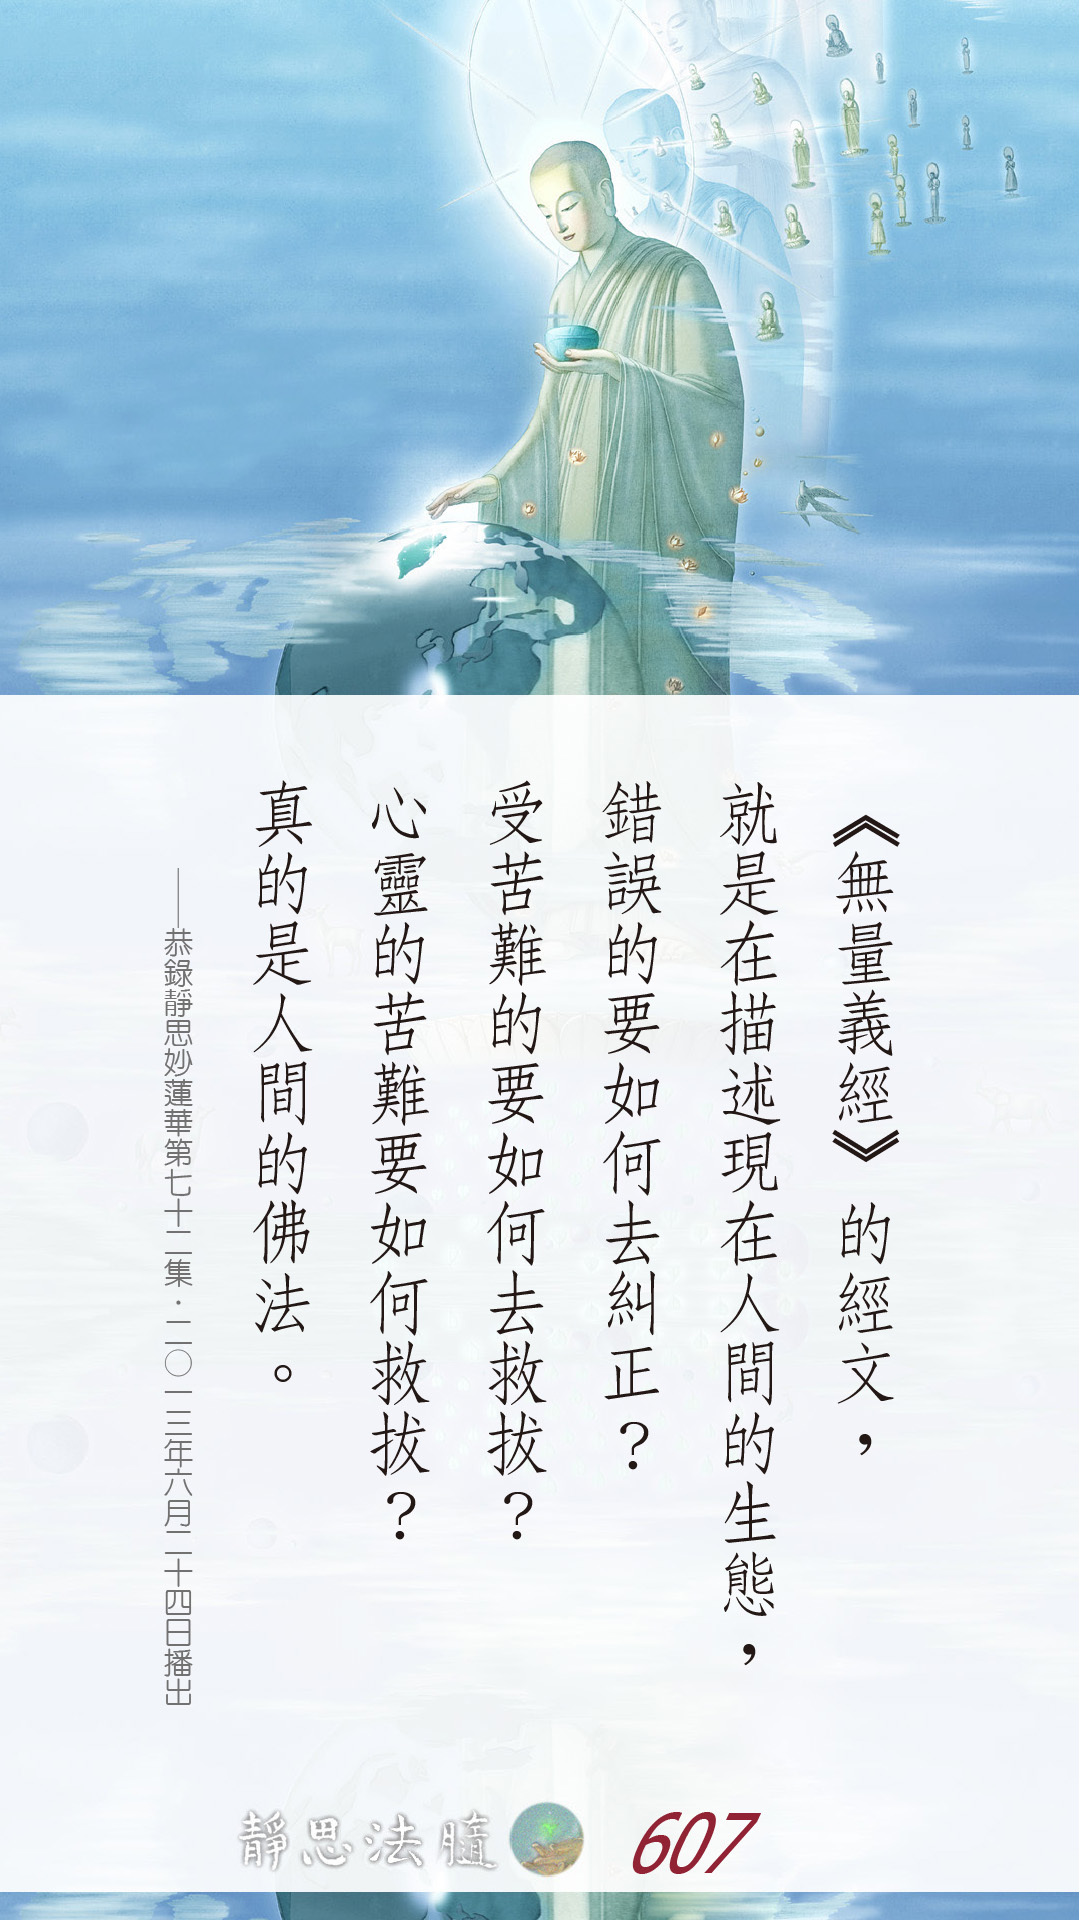 《無量義經》的經文，
就是在描述現在人間的生態，
錯誤的要如何去糾正？
受苦難的要如何去救拔？
心靈的苦難要如何救拔？
真的是人間的佛法。
——恭錄靜思妙蓮華第七十二集・二〇一三年六月二十四日播出
靜思法髓
607